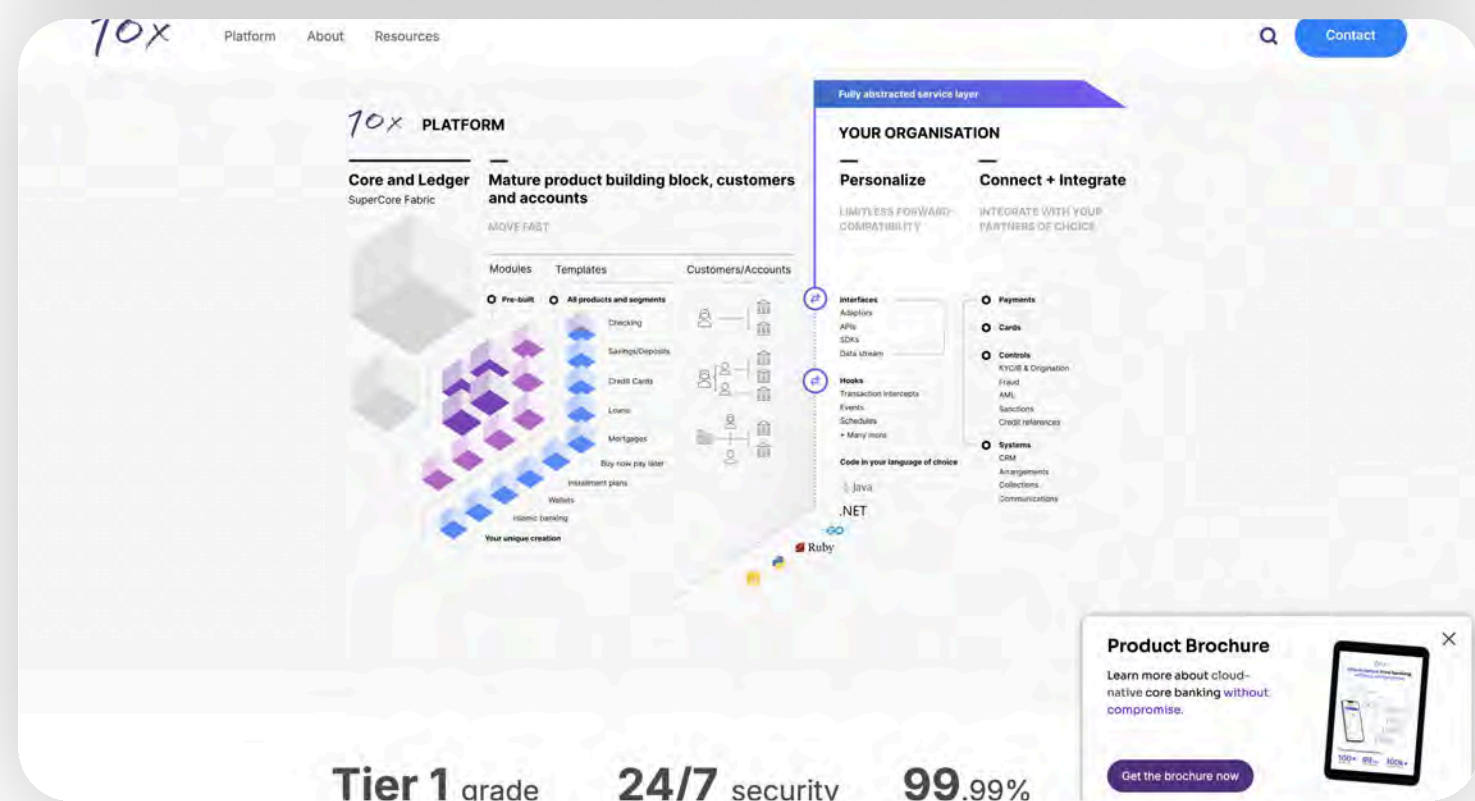 10x
Platform
About
Resources
Contact
Fully abstracted service layer
10x PLATFORM
YOUR ORGANISATION
Core and Ledger
SuperCore Fabric
Mature product building block, customers
and accounts
MOVE FAST
Personalize
LIMITLESS FORWARD-
COMPATIBILITY
Connect + Integrate
INTEGRATE WITH YOUR
PARTNERS OF CHOICE
Modules
Templates
Customers/Accounts
Pre-built
All products and segments
Checking
Savings/Deposits
Credit Cards
Loans
Mortgages
Buy now pay later
Instalment plans
Wallets
Islamic banking
Your unique creation
Interfaces
Adaptors
APIs
SDKs
Data stream
Hooks
Transaction intercepts
Events
Schedules
+ Many more
Code in your language of choice
Java
.NET
GO
Ruby
Payments
Cards
Controls
KYC/B & Origination
Fraud
AML
Sanctions
Credit references
Systems
CRM
Arrangements
Collections
Communications
Product Brochure
Learn more about cloud-
native core banking without
compromise.
Get the brochure now
Tier 1 grade
24/7 security
99.99%